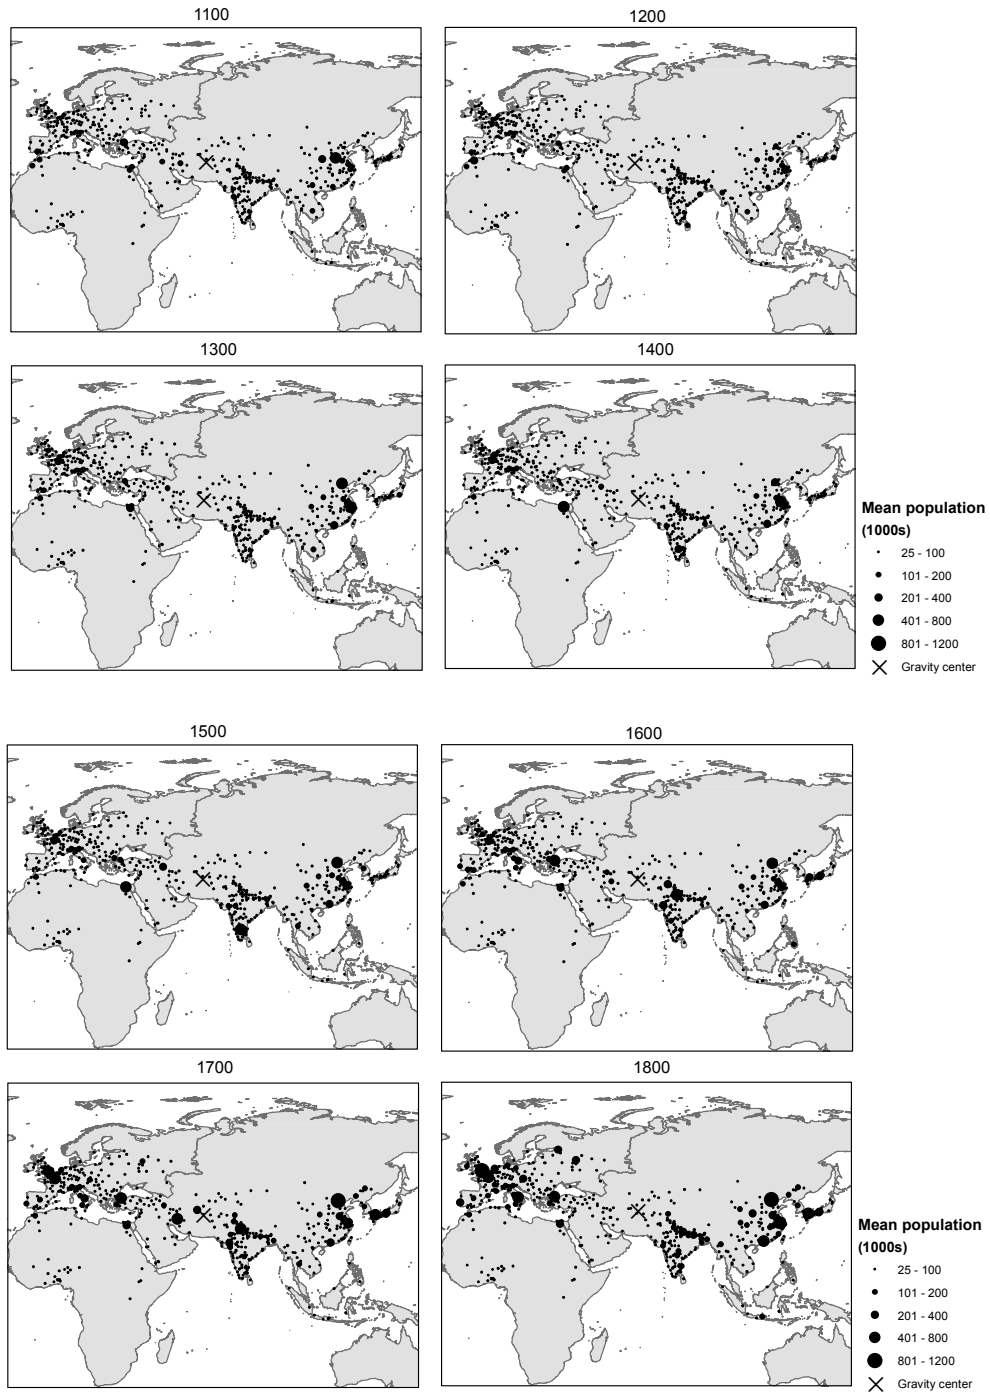 1100
1200
1300
1400
Mean population
(1000s)
25 - 100
101 - 200
201 - 400
401 - 800
801 - 1200
Gravity center
1500
1600
1700
1800
Mean population
(1000s)
25 - 100
101 - 200
201 - 400
401 - 800
801 - 1200
Gravity center